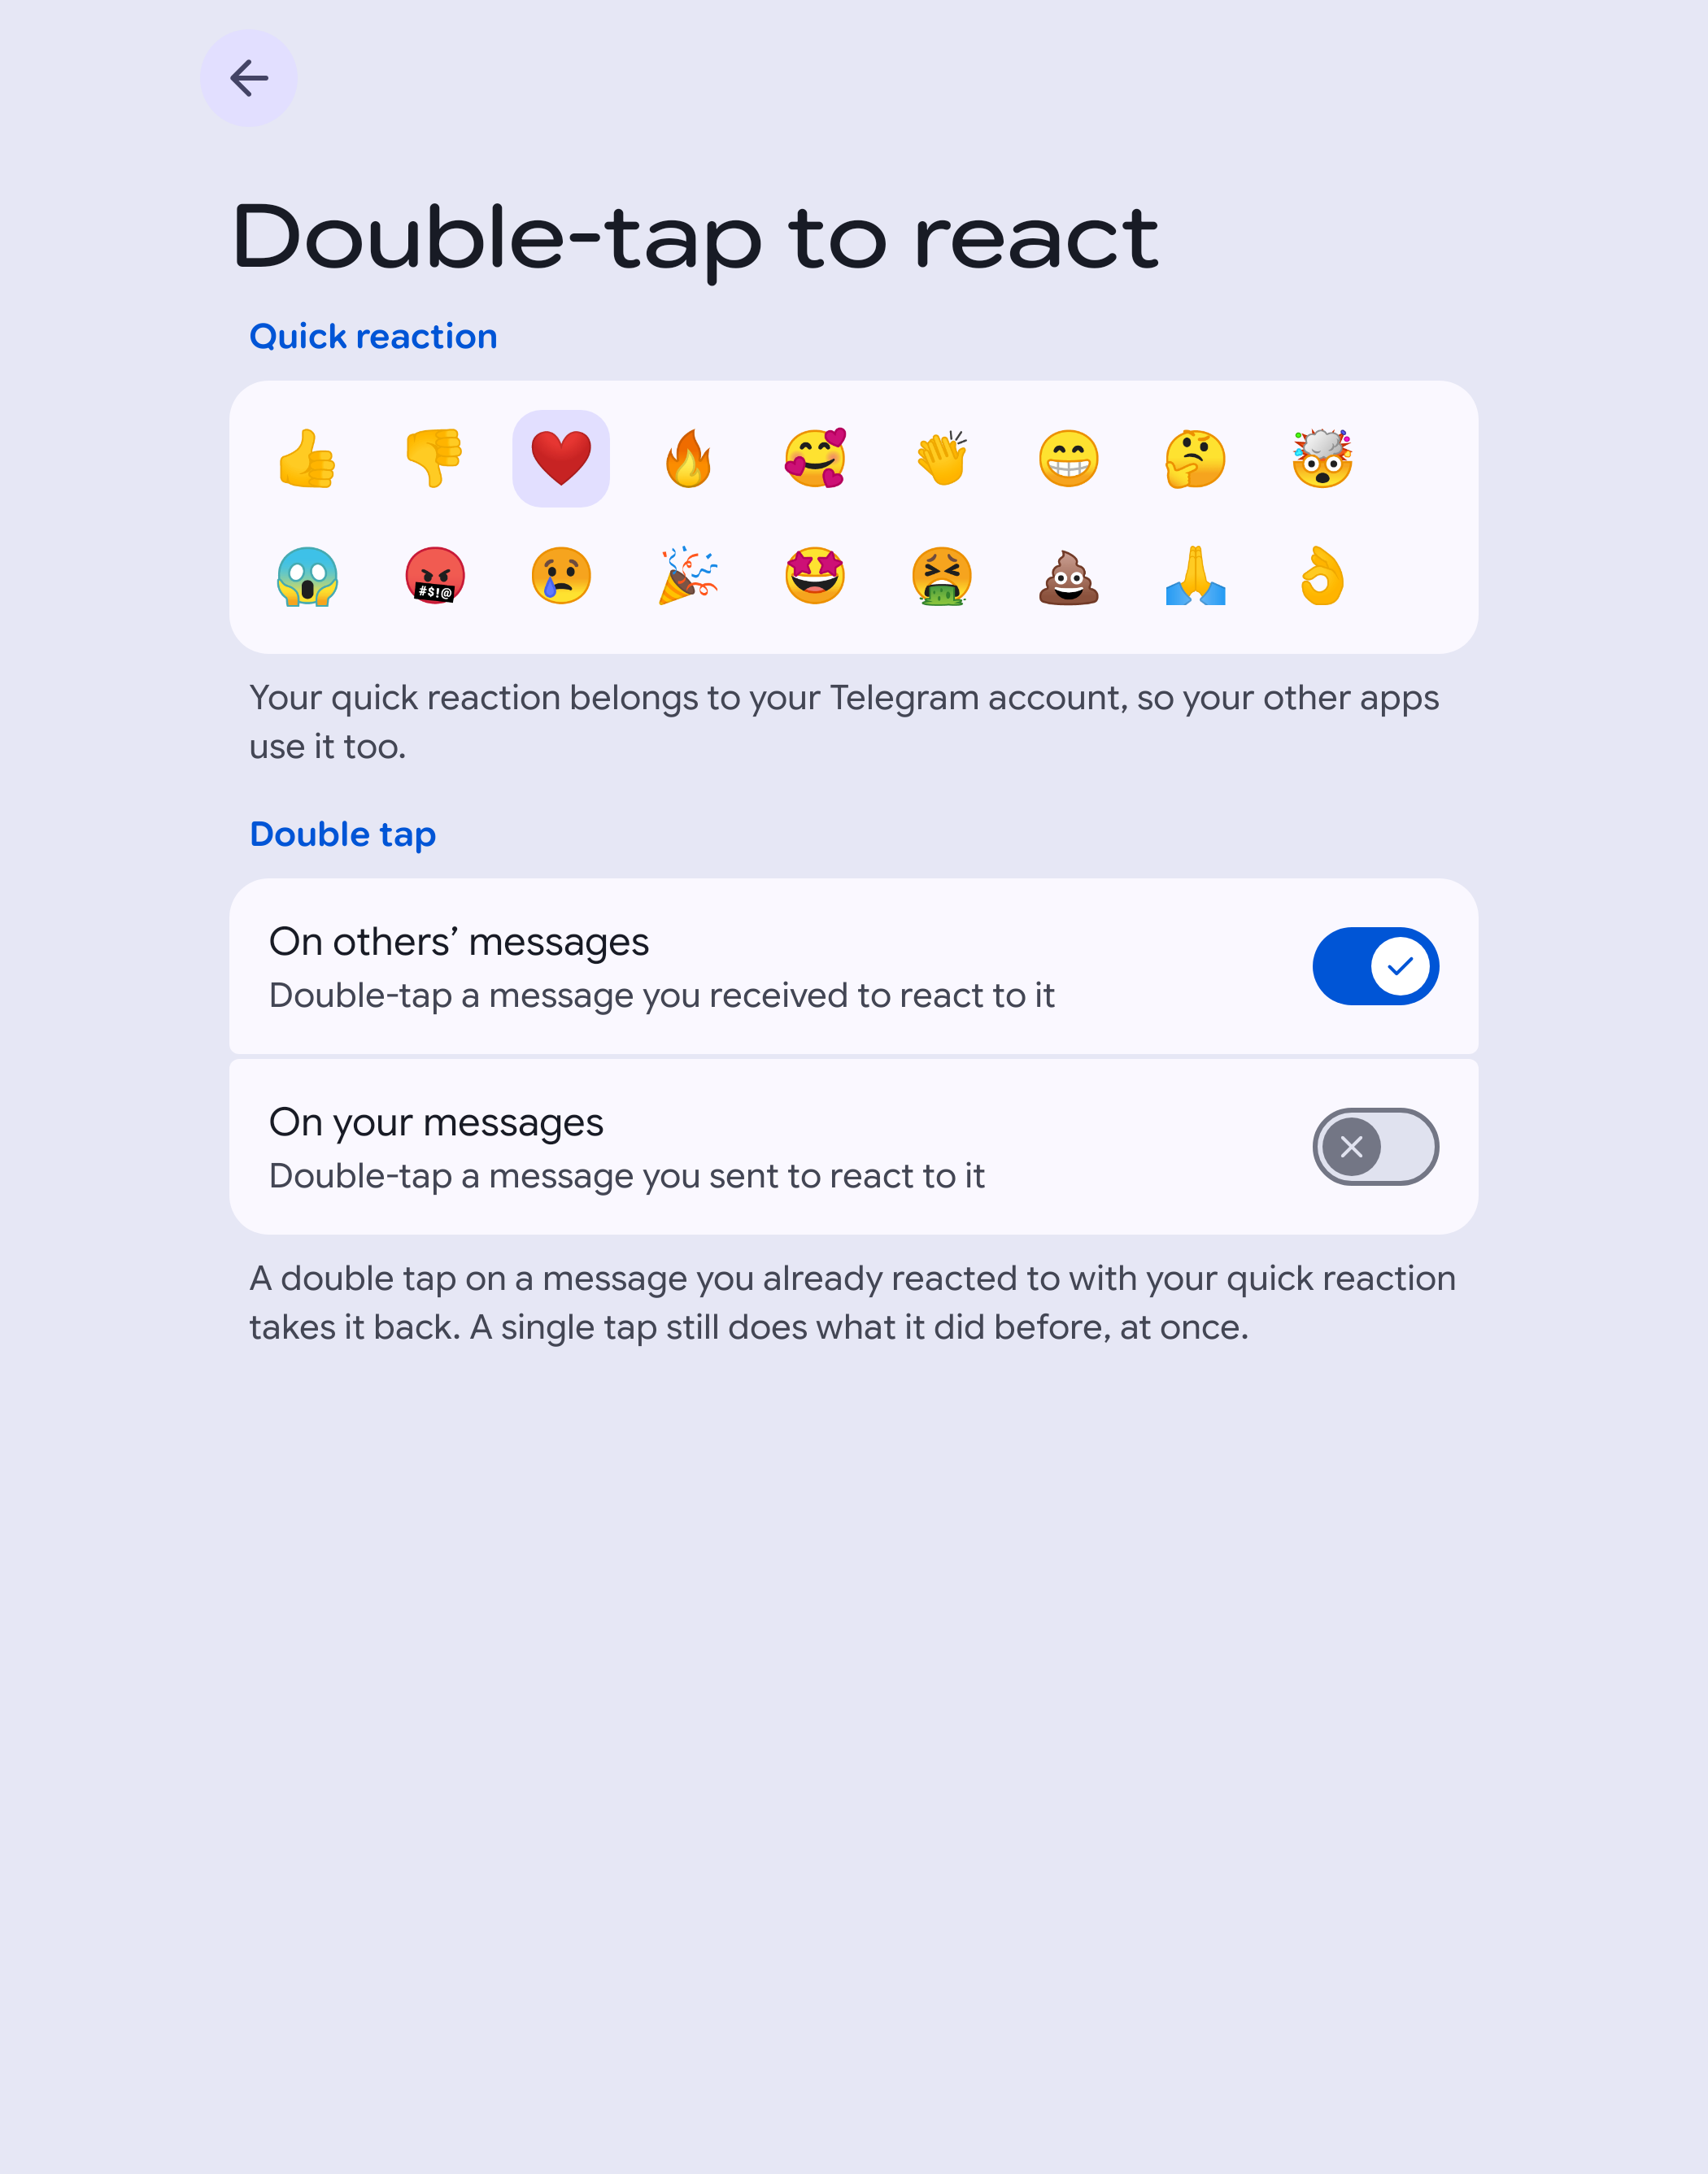 Double-tap to react
Quick reaction
#$!@
Your quick reaction belongs to your Telegram account, so your other apps
use it too.
Double tap
On others’ messages
Double-tap a message you received to react to it
On your messages
Double-tap a message you sent to react to it
A double tap on a message you already reacted to with your quick reaction
takes it back. A single tap still does what it did before, at once.